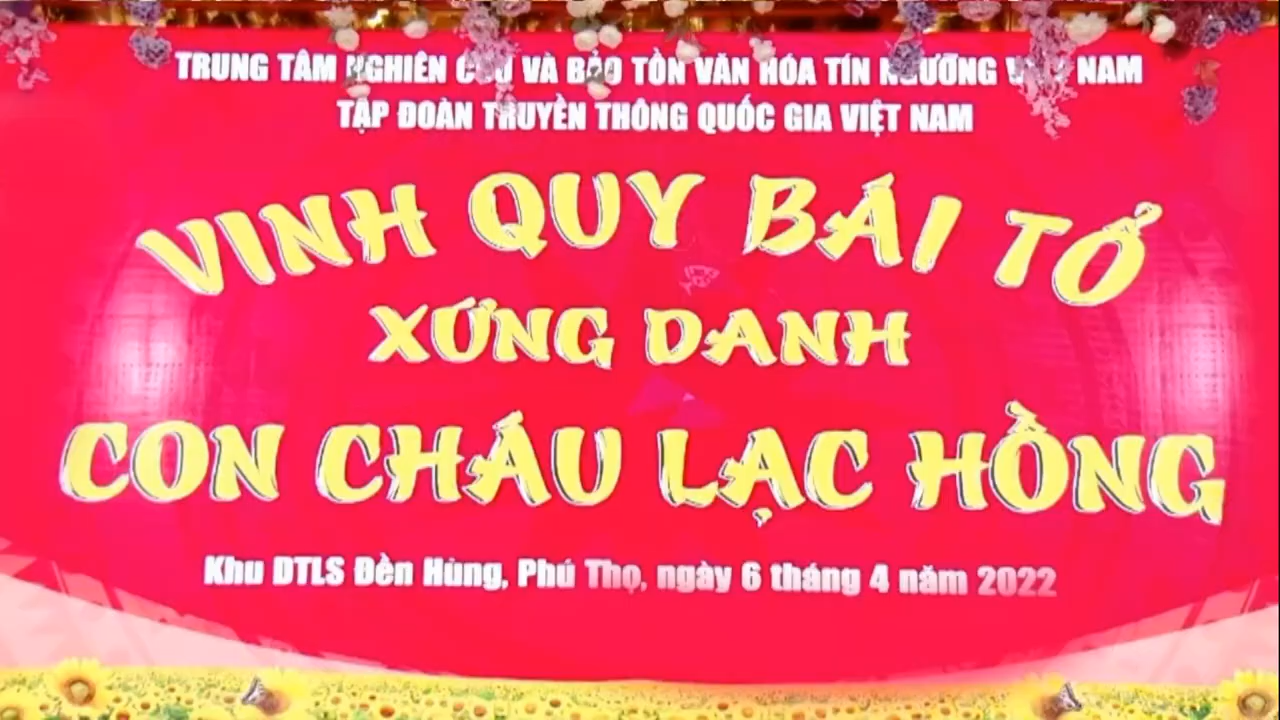 TRUNG TÂM NGHIÊN CỨU VÀ BẢO TỒN VĂN HÓA TÍN NGƯỠNG VIỆT NAM
TẬP ĐOÀN TRUYỀN THÔNG QUỐC GIA VIỆT NAM
VINH QUY BÁI TỔ
XỨNG DANH
CON CHÁU LẠC HỒNG
Khu DTLS Đền Hùng, Phú Thọ, ngày 6 tháng 4 năm 2022